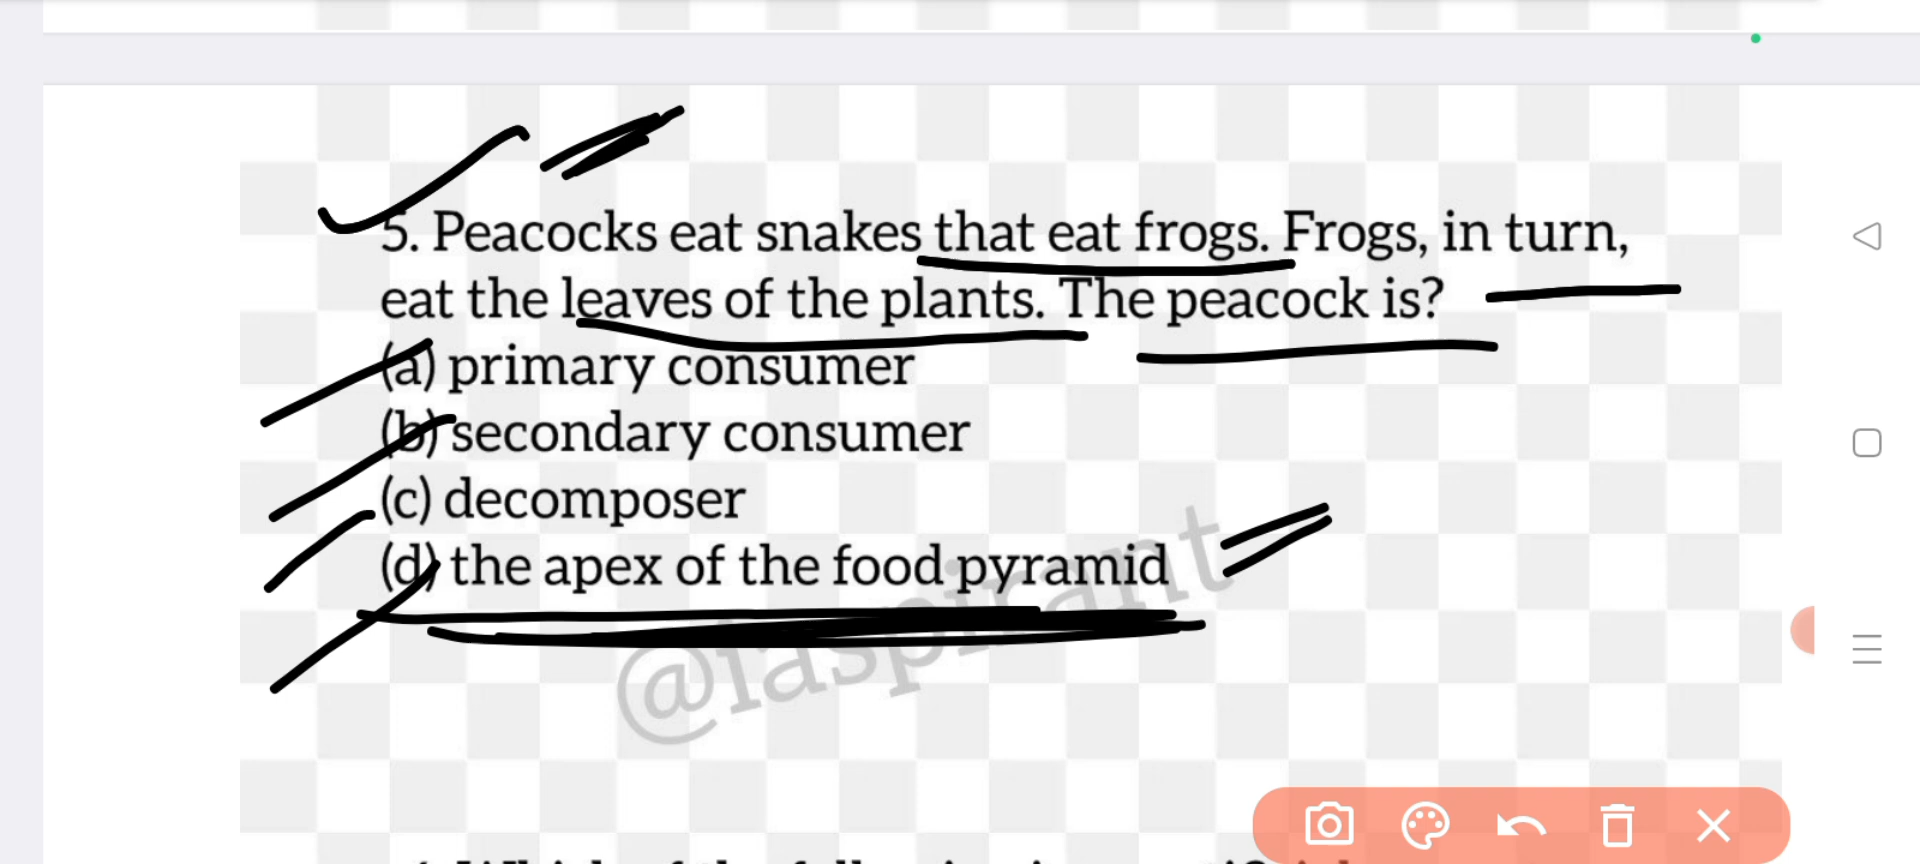 5. Peacocks eat snakes that eat frogs. Frogs, in turn,
eat the leaves of the plants. The peacock is?
(a) primary consumer
(b) secondary consumer
(c) decomposer
(d) the apex of the food pyramid
@iaspirant